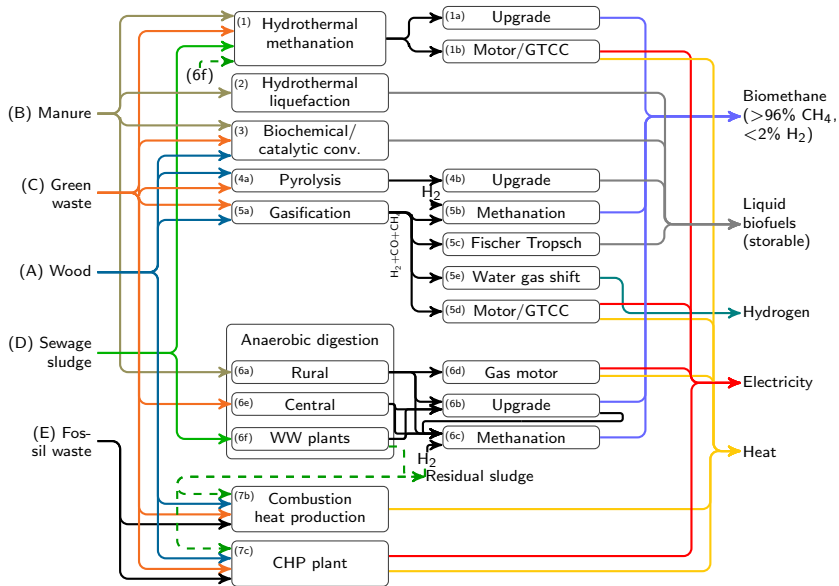 (1) Hydrothermal
methanation
(6f)
(1a) Upgrade
(1b) Motor/GTCC
(2) Hydrothermal
liquefaction
(B) Manure
(3) Biochemical/
catalytic conv.
Biomethane
(>96% CH4,
<2% H2)
(4a) Pyrolysis
(4b) Upgrade
H2
(C) Green
waste
(5a) Gasification
(5b) Methanation
H2+CO+CH4
(5c) Fischer Tropsch
Liquid
biofuels
(storable)
(A) Wood
(5e) Water gas shift
(5d) Motor/GTCC
Hydrogen
(D) Sewage
sludge
Anaerobic digestion
(6a) Rural
(6d) Gas motor
Electricity
(6e) Central
(6b) Upgrade
(E) Fos-
sil waste
(6f) WW plants
(6c) Methanation
H2
Heat
Residual sludge
(7b) Combustion
heat production
(7c) CHP plant